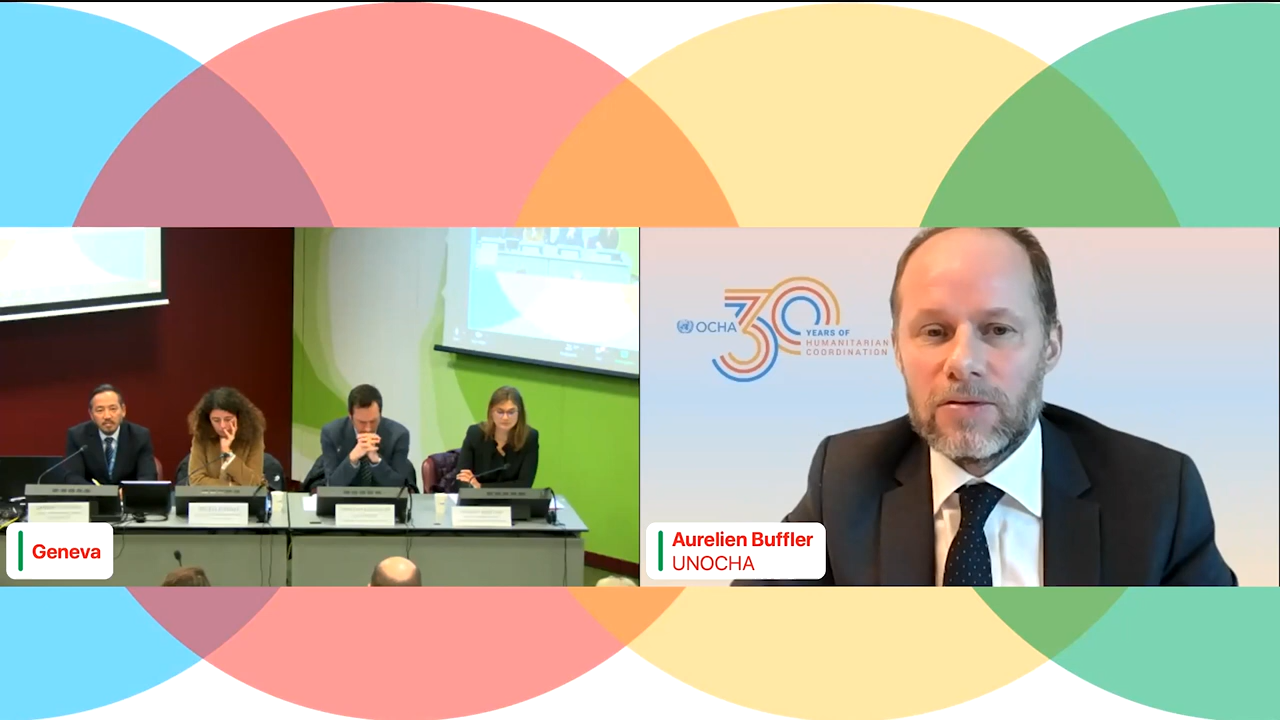 OCHA
30
YEARS OF
HUMANITARIAN
COORDINATION
Geneva
Aurelien Buffler
UNOCHA